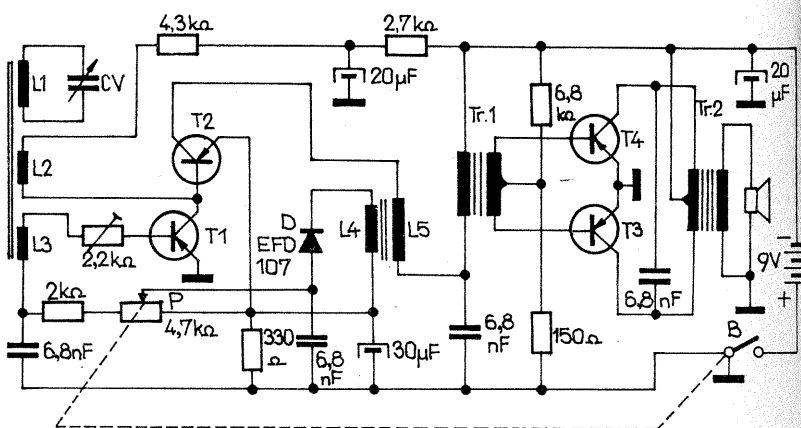 4,3kΩ
2,7kΩ
L1
CV
20µF
20
µF
T2
6,8
kΩ
Tr.1
T4
Tr.2
L2
L3
2,2kΩ
T1
D
EFD
107
L4
L5
T3
9V
-
+
2kΩ
P
4,7kΩ
6,8nF
330
Ω
6,8
nF
30µF
6,8
nF
150Ω
6,8nF
B